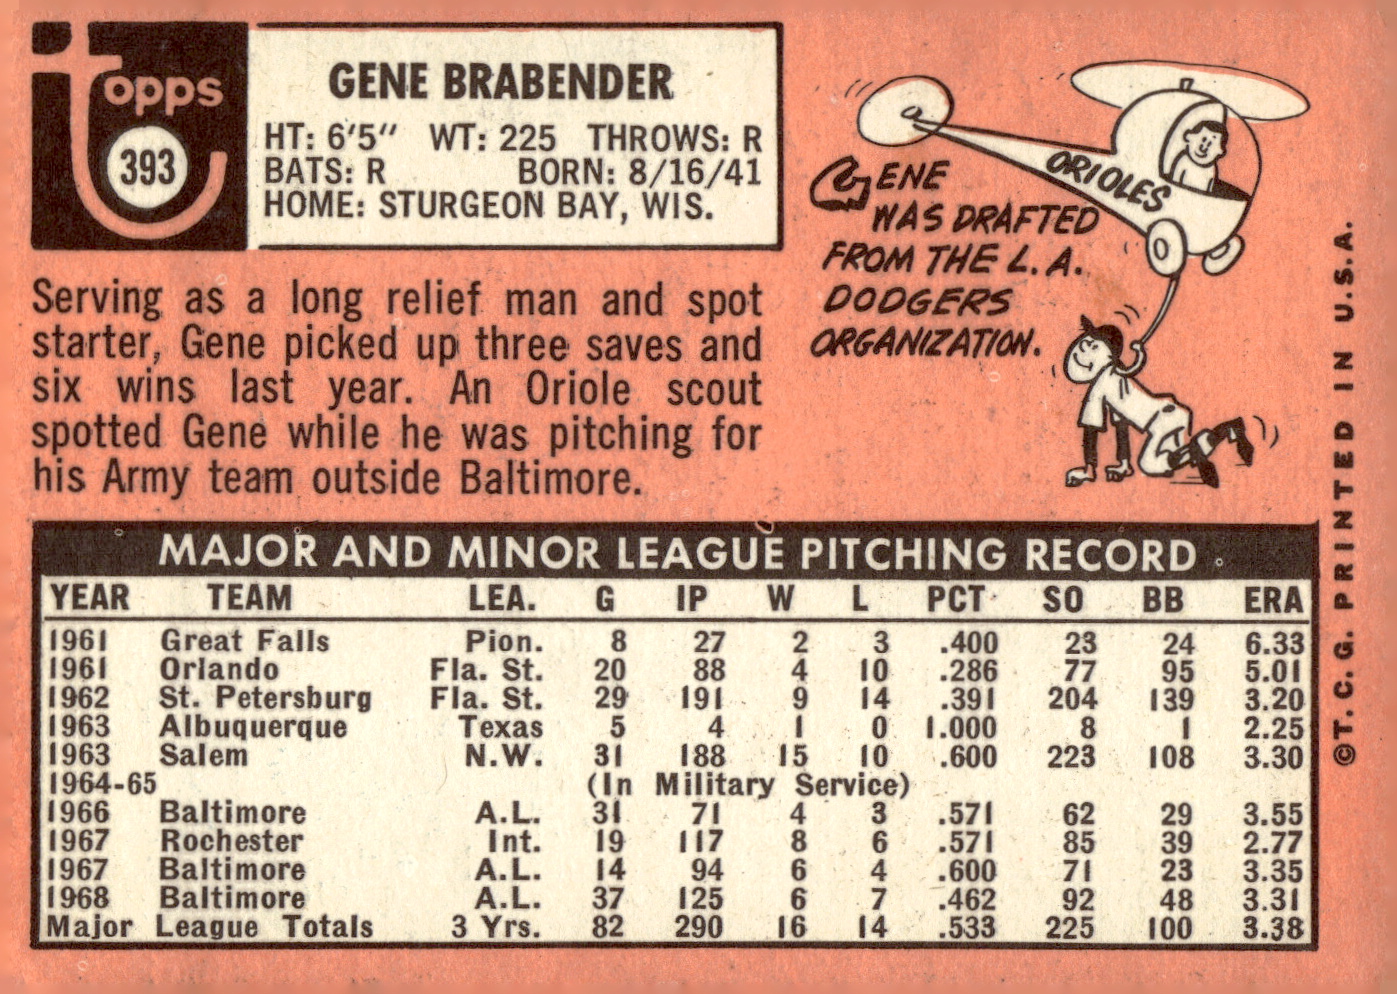 Topps
393
GENE BRABENDER
HT: 6'5" WT: 225 THROWS: R
BATS: R BORN: 8/16/41
HOME: STURGEON BAY, WIS.
Serving as a long relief man and spot
starter, Gene picked up three saves and
six wins last year. An Oriole scout
spotted Gene while he was pitching for
his Army team outside Baltimore.
ORIOLES
GENE
WAS DRAFTED
FROM THE L.A.
DODGERS
ORGANIZATION.
MAJOR AND MINOR LEAGUE PITCHING RECORD
YEAR TEAM LEA. G IP W L PCT SO BB ERA
1961 Great Falls Pion. 8 27 2 3 .400 23 24 6.33
1961 Orlando Fla. St. 20 88 4 10 .286 77 95 5.01
1962 St. Petersburg Fla. St. 29 191 9 14 .391 204 139 3.20
1963 Albuquerque Texas 5 4 1 0 1.000 8 1 2.25
1963 Salem N.W. 31 188 15 10 .600 223 108 3.30
1964-65 (In Military Service)
1966 Baltimore A.L. 31 71 4 3 .571 62 29 3.55
1967 Rochester Int. 19 117 8 6 .571 85 39 2.77
1967 Baltimore A.L. 14 94 6 4 .600 71 23 3.35
1968 Baltimore A.L. 37 125 6 7 .462 92 48 3.31
Major League Totals 3 Yrs. 82 290 16 14 .533 225 100 3.38
©T.C.G. PRINTED IN U.S.A.